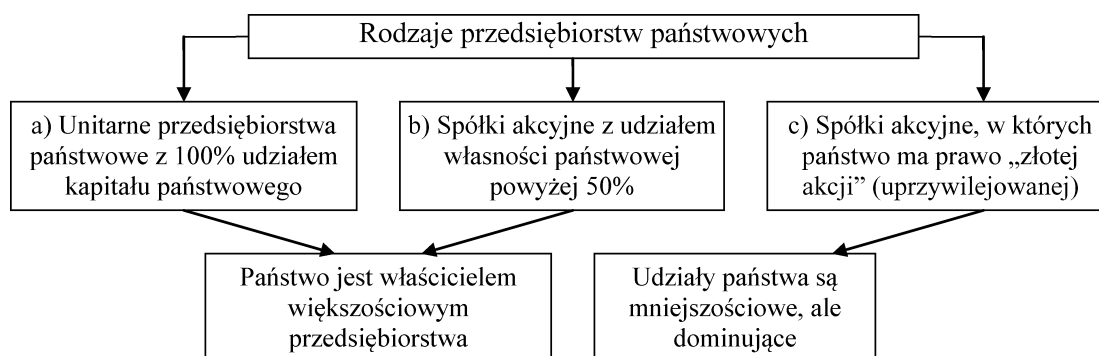 Rodzaje przedsiębiorstw państwowych
a) Unitarne przedsiębiorstwa
państwowe z 100% udziałem
kapitału państwowego
b) Spółki akcyjne z udziałem
własności państwowej
powyżej 50%
c) Spółki akcyjne, w których
państwo ma prawo „złotej
akcji” (uprzywilejowanej)
Państwo jest właścicielem
większościowym
przedsiębiorstwa
Udziały państwa są
mniejszościowe, ale
dominujące